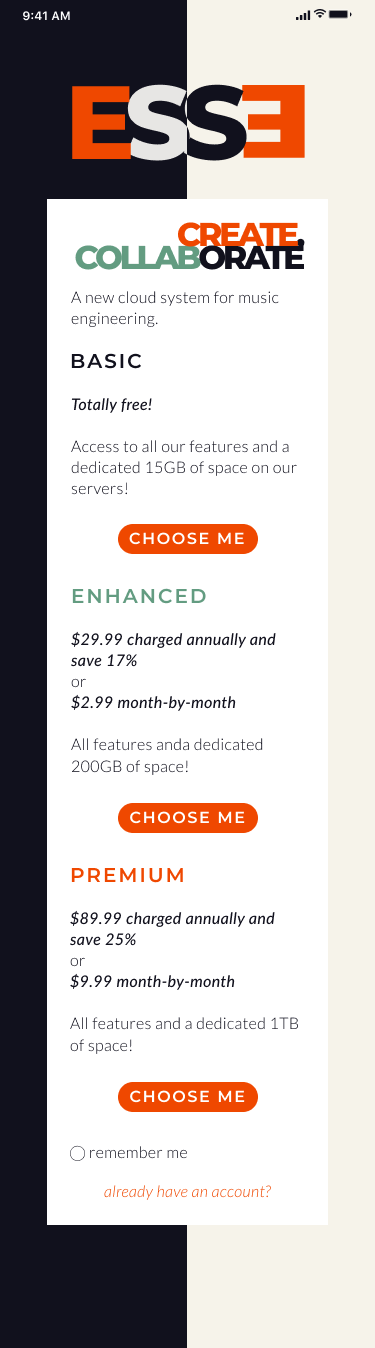 9:41 AM
ESSE
CREATE.
COLLABORATE
A new cloud system for music
engineering.
BASIC
Totally free!
Access to all our features and a
dedicated 15GB of space on our
servers!
CHOOSE ME
ENHANCED
$29.99 charged annually and
save 17%
or
$2.99 month-by-month
All features anda dedicated
200GB of space!
CHOOSE ME
PREMIUM
$89.99 charged annually and
save 25%
or
$9.99 month-by-month
All features and a dedicated 1TB
of space!
CHOOSE ME
remember me
already have an account?